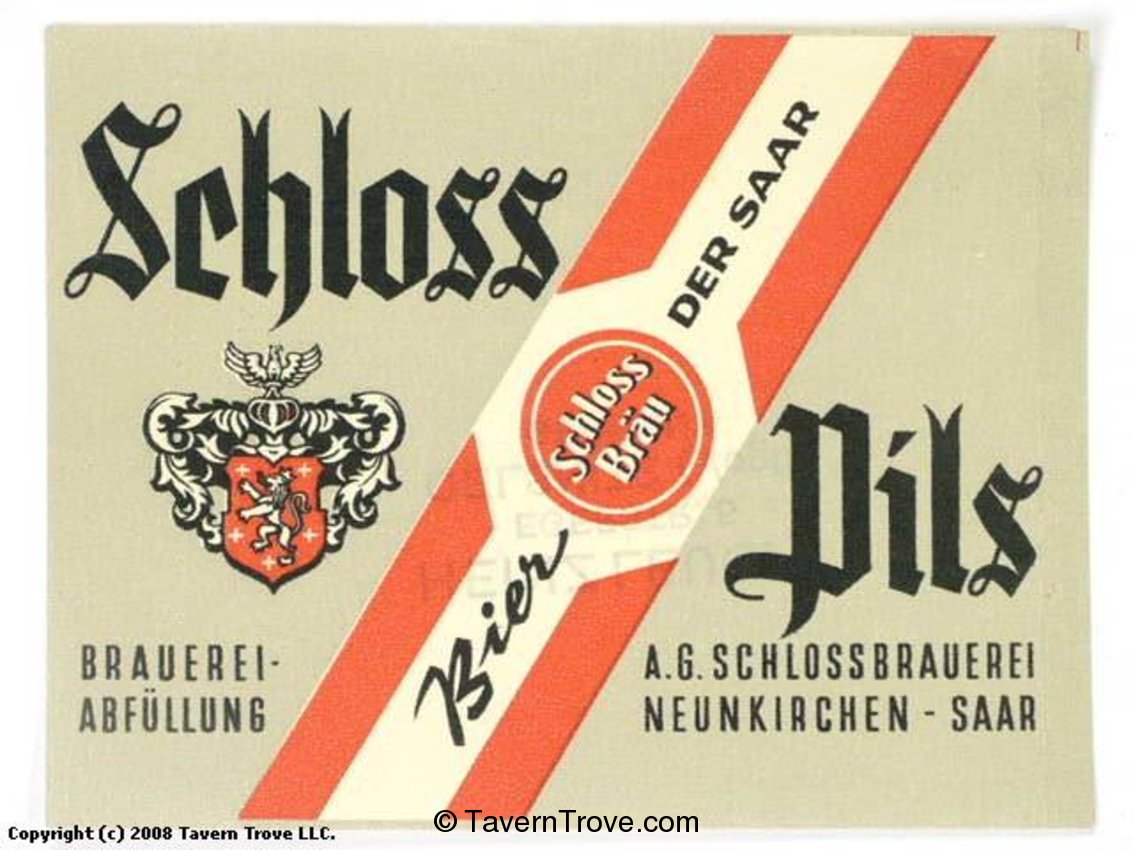 Schloss
DER SAAR
Schloss
Bräu
Bier
Pils
BRAUEREI-
ABFÜLLUNG
A.G. SCHLOSSBRAUEREI
NEUNKIRCHEN - SAAR
Copyright (c) 2008 Tavern Trove LLC.
© TavernTrove.com